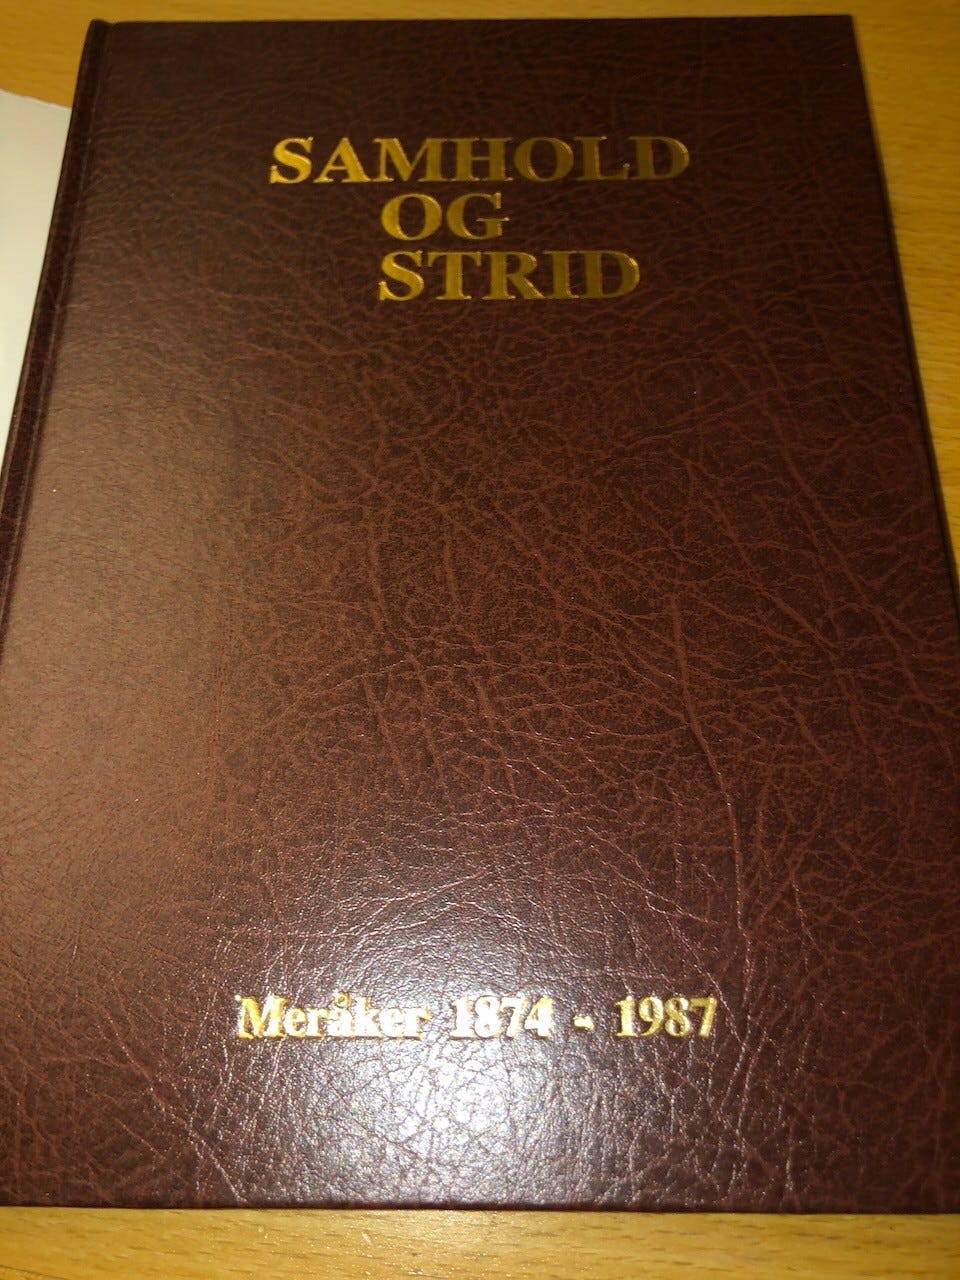 SAMHOLD
OG
STRID
Meråker 1874 - 1987